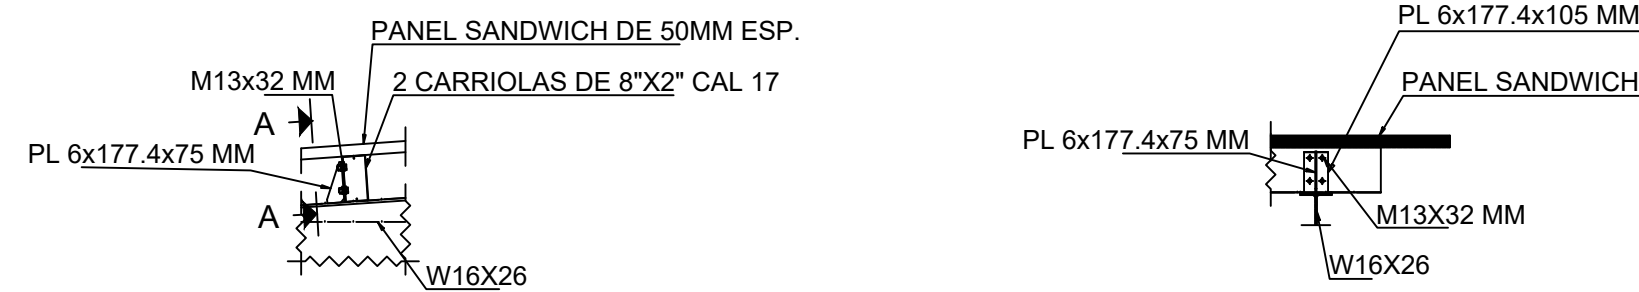 PANEL SANDWICH DE 50MM ESP.
M13x32 MM
2 CARRIOLAS DE 8"X2" CAL 17
A
PL 6x177.4x75 MM
A
W16X26
PL 6x177.4x105 MM
PANEL SANDWICH
PL 6x177.4x75 MM
M13X32 MM
W16X26